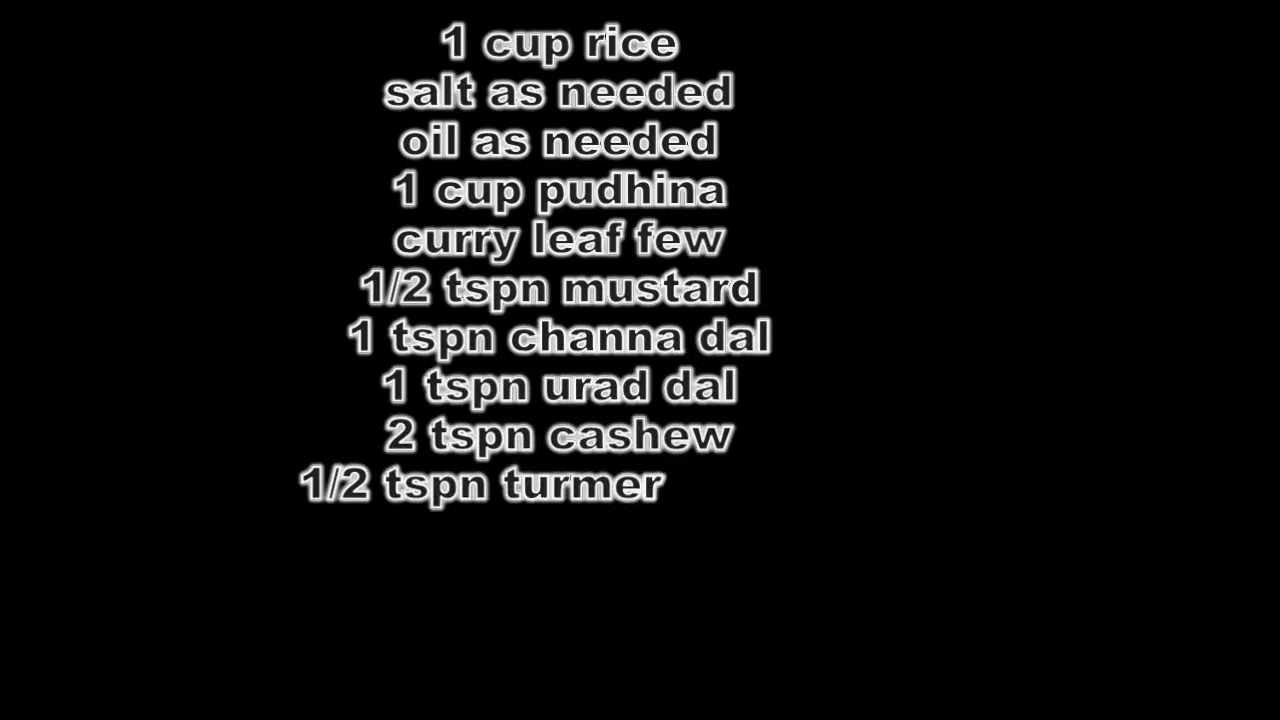 1 cup rice
salt as needed
oil as needed
1 cup pudhina
curry leaf few
1/2 tspn mustard
1 tspn channa dal
1 tspn urad dal
2 tspn cashew
1/2 tspn turmer